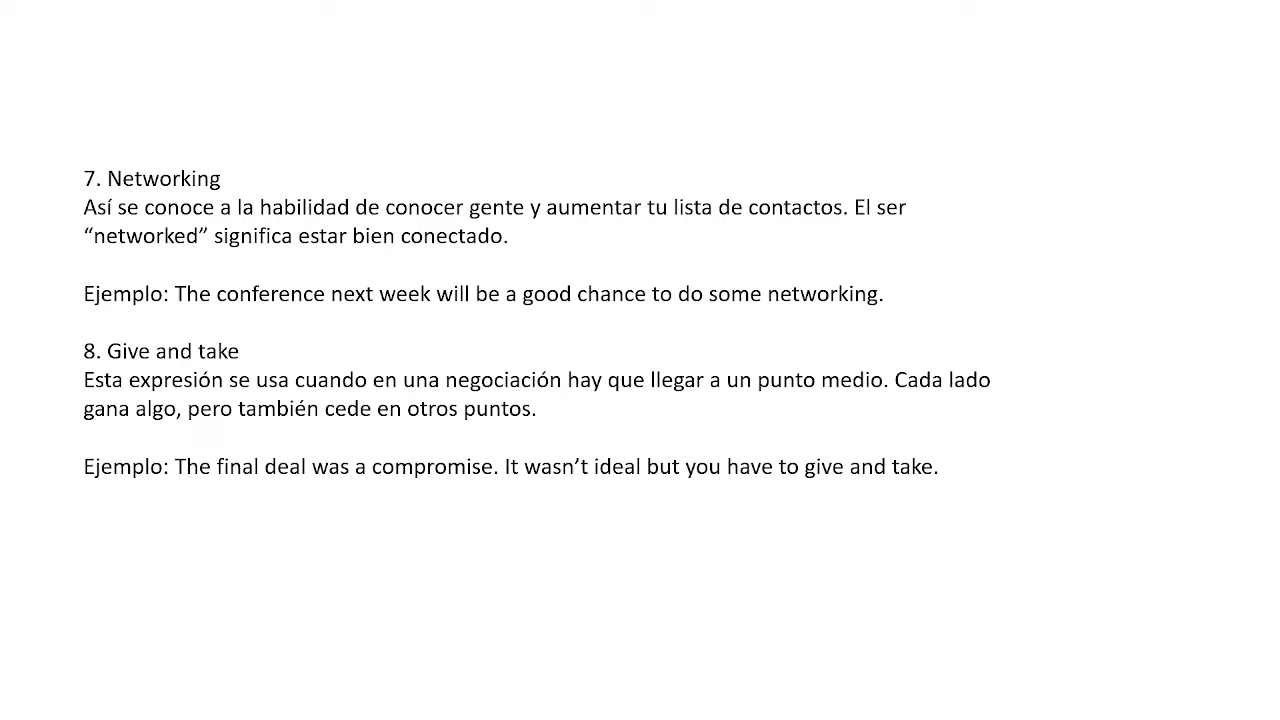 7. Networking
Así se conoce a la habilidad de conocer gente y aumentar tu lista de contactos. El ser
“networked” significa estar bien conectado.
Ejemplo: The conference next week will be a good chance to do some networking.
8. Give and take
Esta expresión se usa cuando en una negociación hay que llegar a un punto medio. Cada lado
gana algo, pero también cede en otros puntos.
Ejemplo: The final deal was a compromise. It wasn’t ideal but you have to give and take.